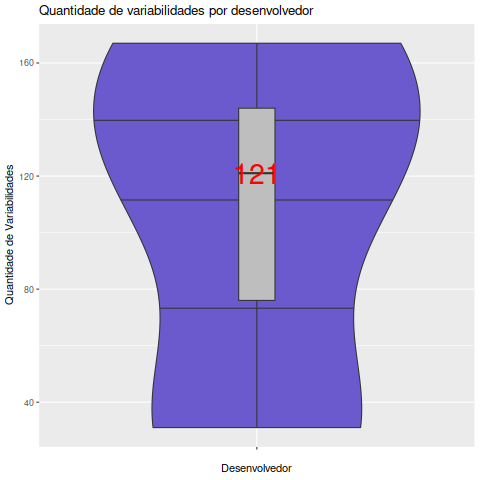 Quantidade de variabilidades por desenvolvedor
Quantidade de Variabilidades
160
120
80
40
121
Desenvolvedor